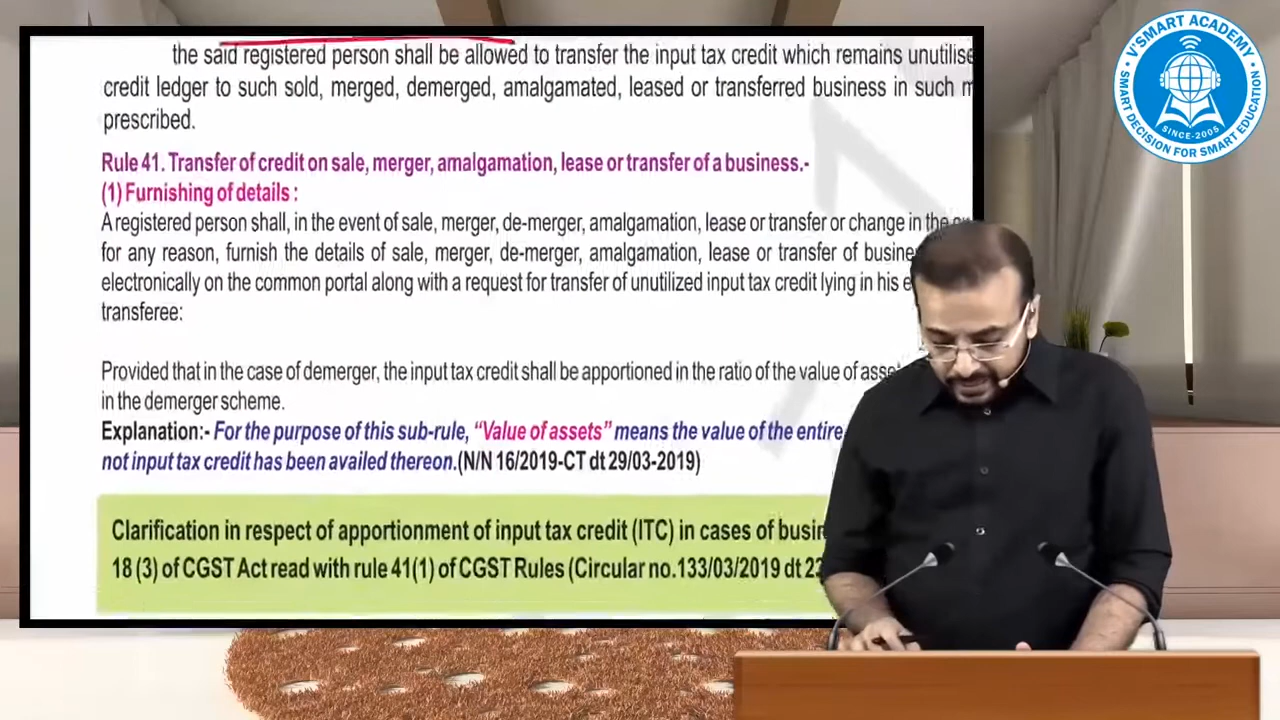 the said registered person shall be allowed to transfer the input tax credit which remains
credit ledger to such sold, merged, demerged, amalgamated, leased or transferred business in such
prescribed.
Rule 41. Transfer of credit on sale, merger, amalgamation, lease or transfer of a business.-
(1) Furnishing of details :
A registered person shall, in the event of sale, merger, de-merger, amalgamation, lease or transfer or change in the
for any reason, furnish the details of sale, merger, de-merger, amalgamation, lease or transfer of
electronically on the common portal along with a request for transfer of unutilized input tax credit lying in his
transferee:
Provided that in the case of demerger, the input tax credit shall be apportioned in the ratio of the value of
in the demerger scheme.
Explanation:- For the purpose of this sub-rule, “Value of assets” means the value of the entire
not input tax credit has been availed thereon.(N/N 16/2019-CT dt 29/03-2019)
Clarification in respect of apportionment of input tax credit (ITC) in cases of
18 (3) of CGST Act read with rule 41(1) of CGST Rules (Circular no.133/03/2019 dt
V'SMART ACADEMY
SINCE-2005
SMART DECISION FOR SMART EDUCATION